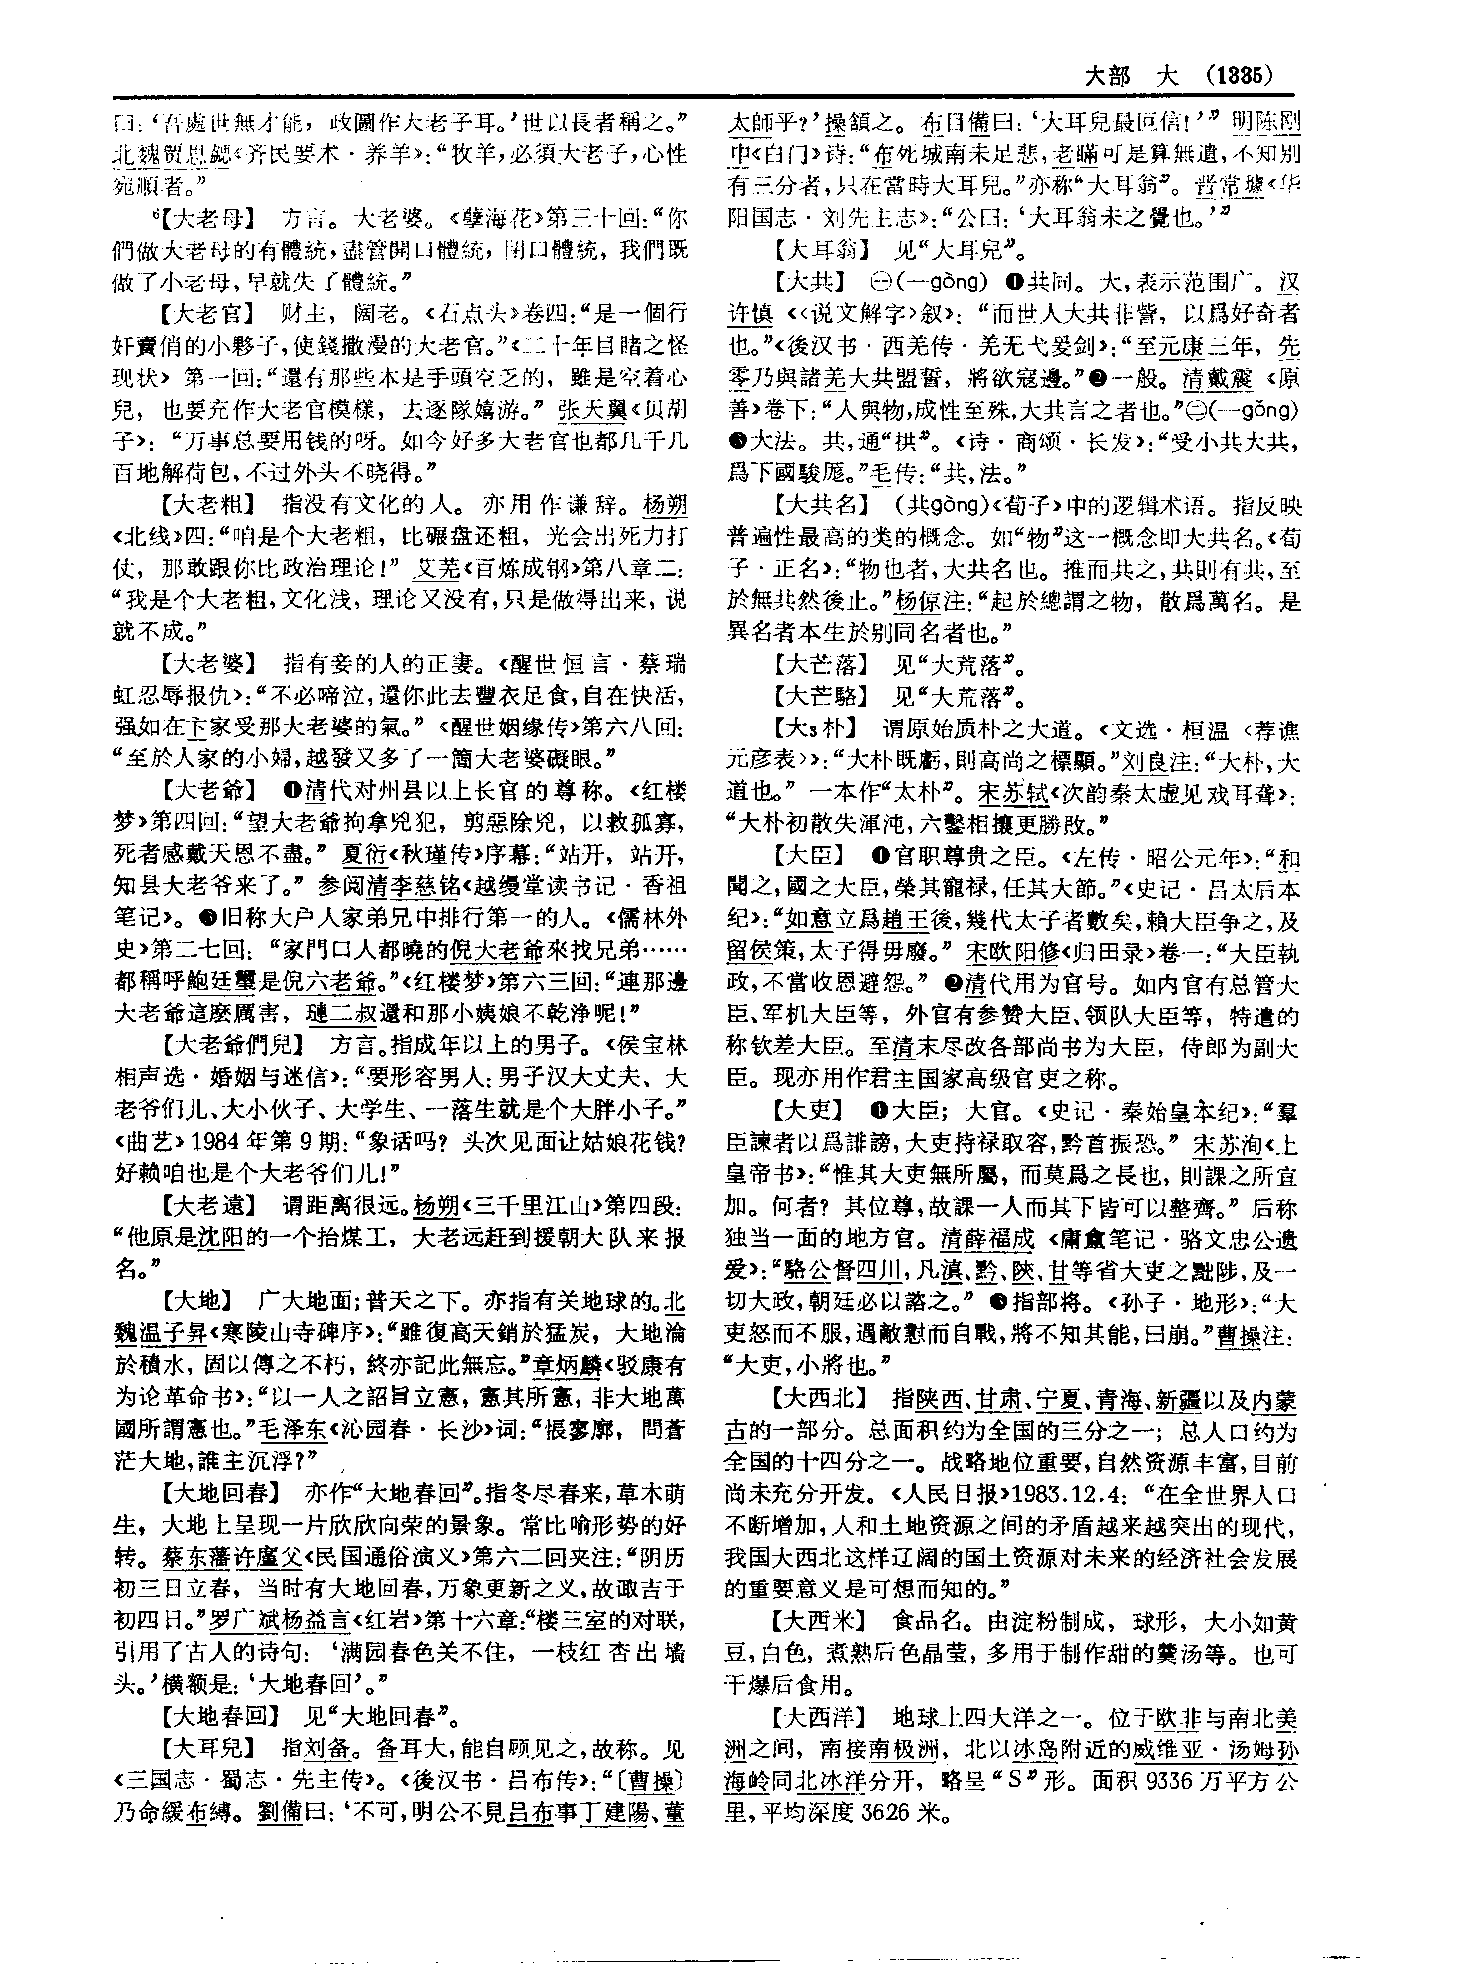 大部 大 (1335)
曰:‘吾處世無才能，政圖作大老子耳。’世以長者稱之。”
北魏贾思勰《齐民要术·养羊》:“牧羊,必須大老子,心性
宛順者。”
【大老母】 方言。大老婆。《孽海花》第三十回:“你
們做大老母的有體統,盡管開口體統，閉口體統，我們既
做了小老母,早就失了體統。”
【大老官】 财主，阔老。《石点头》卷四:“是一個行
奸賣俏的小夥子,使錢撒漫的大老官。”《二十年目睹之怪
现状》第一回:“還有那些本是手頭空乏的，雖是空着心
兒，也要充作大老官模樣，去逐隊嬉游。” 张天翼《贝胡
子》: “万事总要用钱的呀。如今好多大老官也都几千几
百地解荷包,不过外头不晓得。”
【大老粗】 指没有文化的人。亦用作谦辞。杨朔
《北线》四:“咱是个大老粗，比碾盘还粗，光会出死力打
仗，那敢跟你比政治理论!” 艾芜《百炼成钢》第八章二:
“我是个大老粗,文化浅，理论又没有,只是做得出来，说
就不成。”
【大老婆】 指有妾的人的正妻。《醒世恒言·蔡瑞
虹忍辱报仇》:“不必啼泣,還你此去豐衣足食,自在快活,
强如在卞家受那大老婆的氣。” 《醒世姻缘传》第六八回:
“至於人家的小婦,越發又多了一箇大老婆礙眼。”
【大老爺】 ❶清代对州县以上长官的尊称。《红楼
梦》第四回:“望大老爺拘拿兇犯，剪惡除兇，以救孤寡,
死者感戴天恩不盡。” 夏衍《秋瑾传》序幕:“站开，站开,
知县大老爷来了。” 参阅清李慈铭《越缦堂读书记·香祖
笔记》。❷旧称大户人家弟兄中排行第一的人。《儒林外
史》第二七回: “家門口人都曉的倪大老爺來找兄弟……
都稱呼鮑廷璽是倪六老爺。”《红楼梦》第六三回:“連那邊
大老爺這麽厲害，璉二叔還和那小姨娘不乾净呢!”
【大老爺們兒】 方言。指成年以上的男子。《侯宝林
相声选·婚姻与迷信》:“要形容男人:男子汉大丈夫、大
老爷们儿、大小伙子、大学生、一落生就是个大胖小子。”
《曲艺》1984年第9期:“象话吗? 头次见面让姑娘花钱?
好赖咱也是个大老爷们儿!”
【大老遠】 谓距离很远。杨朔《三千里江山》第四段:
“他原是沈阳的一个抬煤工，大老远赶到援朝大队来报
名。”
【大地】 广大地面;普天之下。亦指有关地球的。北
魏温子昇《寒陵山寺碑序》:“雖復高天銷於猛炭，大地淪
於積水，固以傳之不朽，終亦記此無忘。”章炳麟《驳康有
为论革命书》:“以一人之詔旨立憲，憲其所憲，非大地萬
國所謂憲也。”毛泽东《沁园春·长沙》词:“悵寥廓，問蒼
茫大地,誰主沉浮?”
【大地回春】 亦作“大地春回”。指冬尽春来,草木萌
生，大地上呈现一片欣欣向荣的景象。常比喻形势的好
转。蔡东藩许廑父《民国通俗演义》第六二回夹注:“阴历
初三日立春，当时有大地回春,万象更新之义,故诹吉于
初四日。”罗广斌杨益言《红岩》第十六章:“楼三室的对联,
引用了古人的诗句: ‘满园春色关不住，一枝红杏出墙
头。’横额是:‘大地春回’。”
【大地春回】 见“大地回春”。
【大耳兒】 指刘备。备耳大,能自顾见之,故称。见
《三国志·蜀志·先主传》。《後汉书·吕布传》:“〔曹操〕
乃命緩布縛。劉備曰:‘不可,明公不見吕布事丁建陽、董
太師乎?’操頷之。布目備曰:‘大耳兒最叵信!’” 明陈刚
中《白门》诗:“布死城南未足悲,老瞞可是算無遺,不知别
有三分者,只在當時大耳兒。”亦称“大耳翁”。晋常璩《华
阳国志·刘先主志》:“公曰:‘大耳翁未之覺也。’”
【大耳翁】 见“大耳兒”。
【大共】 ㊀(—gòng) ❶共同。大,表示范围广。汉
许慎《〈说文解字〉叙》: “而世人大共非訾，以爲好奇者
也。”《後汉书·西羌传·羌无弋爰剑》:“至元康三年，先
零乃與諸羌大共盟誓，將欲寇邊。”❷一般。清戴震《原
善》卷下:“人與物,成性至殊,大共言之者也。”㊁(—gǒng)
❸大法。共,通“拱”。《诗·商颂·长发》:“受小共大共,
爲下國駿厖。”毛传:“共,法。”
【大共名】 (共gòng)《荀子》中的逻辑术语。指反映
普遍性最高的类的概念。如“物”这一概念即大共名。《荀
子·正名》:“物也者,大共名也。推而共之,共則有共,至
於無共然後止。”杨倞注:“起於總謂之物，散爲萬名。是
異名者本生於别同名者也。”
【大芒落】 见“大荒落”。
【大芒駱】 见“大荒落”。
【大3朴】 谓原始质朴之大道。《文选·桓温〈荐谯
元彦表〉》:“大朴既虧,則高尚之標顯。”刘良注:“大朴,大
道也。” 一本作“太朴”。宋苏轼《次韵秦太虚见戏耳聋》:
“大朴初散失渾沌,六鑿相攘更勝敗。”
【大臣】 ❶官职尊贵之臣。《左传·昭公元年》:“和
聞之,國之大臣,榮其寵禄,任其大節。”《史记·吕太后本
纪》:“如意立爲趙王後,幾代太子者數矣,賴大臣争之,及
留侯策,太子得毋廢。” 宋欧阳修《归田录》卷一:“大臣執
政,不當收恩避怨。” ❷清代用为官号。如内官有总管大
臣、军机大臣等，外官有参赞大臣、领队大臣等，特遣的
称钦差大臣。至清末尽改各部尚书为大臣，侍郎为副大
臣。现亦用作君主国家高级官吏之称。
【大吏】 ❶大臣；大官。《史记·秦始皇本纪》:“羣
臣諫者以爲誹謗,大吏持禄取容,黔首振恐。” 宋苏洵《上
皇帝书》:“惟其大吏無所屬，而莫爲之長也，則課之所宜
加。何者? 其位尊,故課一人而其下皆可以整齊。” 后称
独当一面的地方官。清薛福成《庸盦笔记·骆文忠公遗
爱》:“駱公督四川,凡滇、黔、陝、甘等省大吏之黜陟,及一
切大政,朝廷必以諮之。” ❷指部将。《孙子·地形》:“大
吏怒而不服,遇敵懟而自戰,將不知其能,曰崩。”曹操注:
“大吏,小將也。”
【大西北】 指陕西、甘肃、宁夏、青海、新疆以及内蒙
古的一部分。总面积约为全国的三分之一；总人口约为
全国的十四分之一。战略地位重要,自然资源丰富,目前
尚未充分开发。《人民日报》1983.12.4: “在全世界人口
不断增加,人和土地资源之间的矛盾越来越突出的现代,
我国大西北这样辽阔的国土资源对未来的经济社会发展
的重要意义是可想而知的。”
【大西米】 食品名。由淀粉制成，球形，大小如黄
豆,白色,煮熟后色晶莹,多用于制作甜的羹汤等。也可
干爆后食用。
【大西洋】 地球上四大洋之一。位于欧非与南北美
洲之间，南接南极洲，北以冰岛附近的威维亚·汤姆孙
海岭同北冰洋分开，略呈“S”形。面积9336万平方公
里,平均深度3626米。